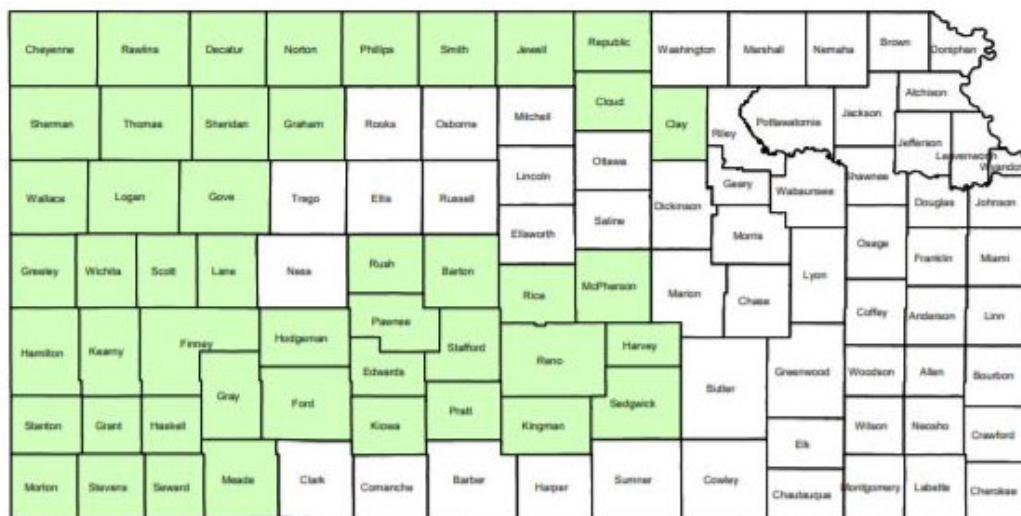 Cheyenne
Rawlins
Decatur
Norton
Phillips
Smith
Jewell
Republic
Washington
Marshall
Nemaha
Brown
Doniphan
Sherman
Thomas
Sheridan
Graham
Rooks
Osborne
Mitchell
Cloud
Clay
Riley
Pottawatomie
Jackson
Atchison
Jefferson
Leavenworth
Wyandot
Wallace
Logan
Gove
Trego
Ellis
Russell
Lincoln
Ottawa
Saline
Dickinson
Geary
Wabaunsee
Shawnee
Douglas
Johnson
Ellsworth
Morris
Osage
Franklin
Miami
Greeley
Wichita
Scott
Lane
Ness
Rush
Barton
Rice
McPherson
Marion
Chase
Lyon
Coffey
Anderson
Linn
Hamilton
Kearny
Finney
Hodgeman
Pawnee
Stafford
Edwards
Reno
Harvey
Butler
Greenwood
Woodson
Allen
Bourbon
Gray
Ford
Kiowa
Pratt
Kingman
Sedgwick
Elk
Wilson
Neosho
Crawford
Stanton
Grant
Haskell
Morton
Stevens
Seward
Meade
Clark
Comanche
Barber
Harper
Sumner
Cowley
Chautauqua
Montgomery
Labette
Cherokee